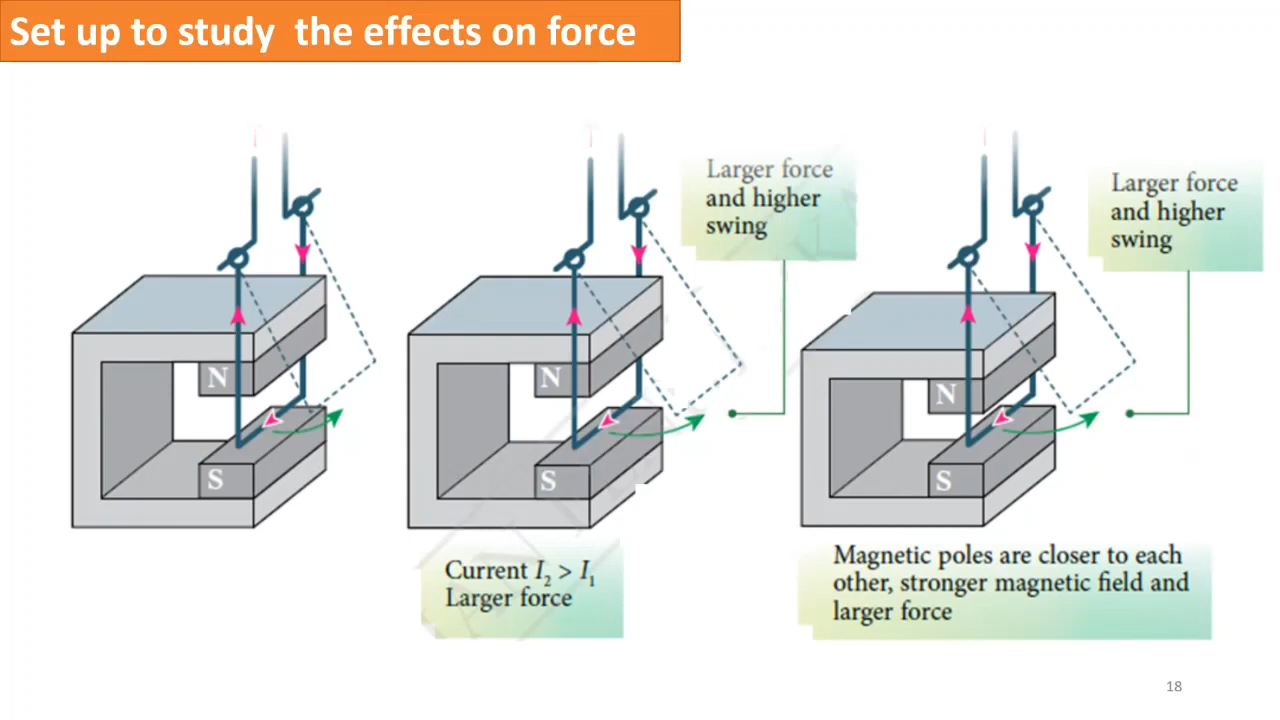 Set up to study the effects on force
N
S
N
S
Larger force
and higher
swing
Current I₂ > I₁
Larger force
N
S
Larger force
and higher
swing
Magnetic poles are closer to each
other, stronger magnetic field and
larger force
18